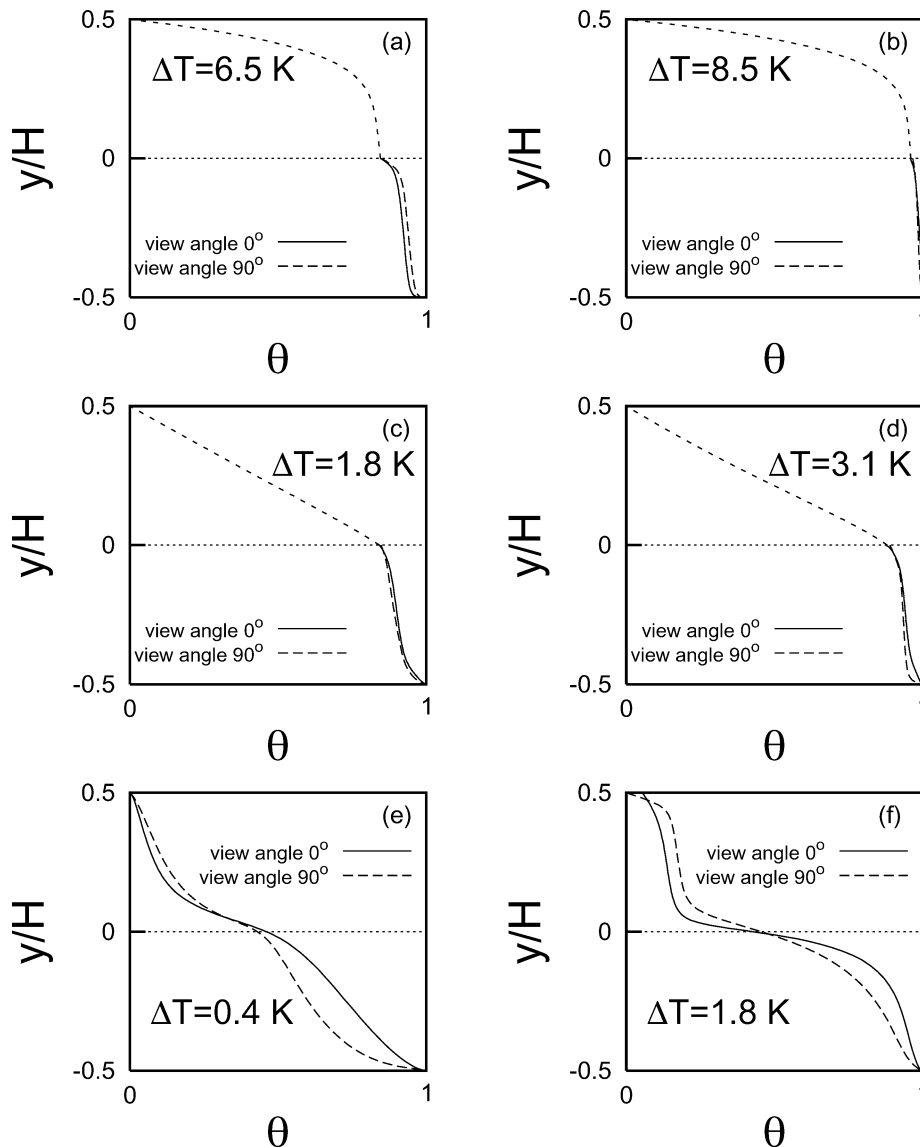 0.5
(a)
ΔT=6.5 K
y/H
0
view angle 0°
view angle 90°
-0.5
0
1
θ
0.5
(b)
ΔT=8.5 K
y/H
0
view angle 0°
view angle 90°
-0.5
0
1
θ
0.5
(c)
ΔT=1.8 K
y/H
0
view angle 0°
view angle 90°
-0.5
0
1
θ
0.5
(d)
ΔT=3.1 K
y/H
0
view angle 0°
view angle 90°
-0.5
0
1
θ
0.5
(e)
view angle 0°
view angle 90°
y/H
0
ΔT=0.4 K
-0.5
0
1
θ
0.5
(f)
view angle 0°
view angle 90°
y/H
0
ΔT=1.8 K
-0.5
0
1
θ